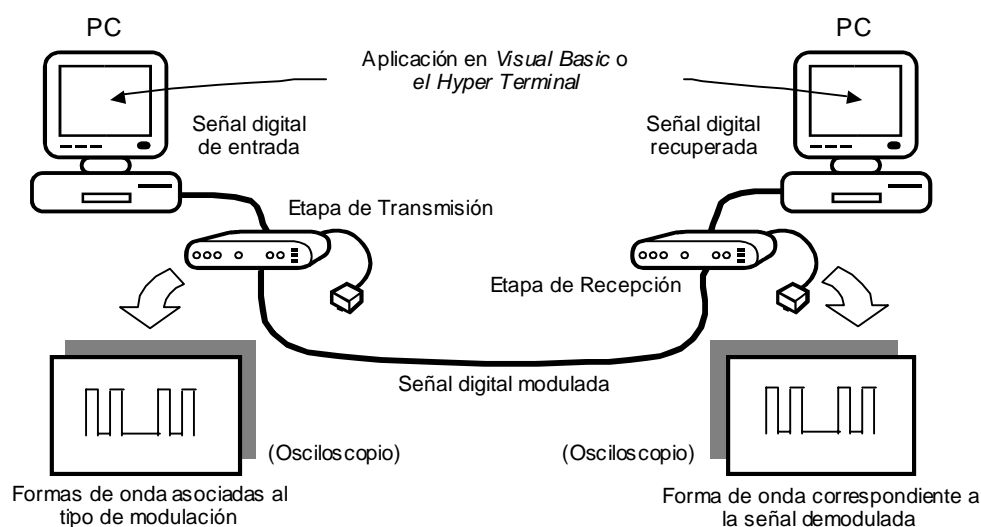 PC
PC
Aplicación en Visual Basic o
el Hyper Terminal
Señal digital
de entrada
Señal digital
recuperada
Etapa de Transmisión
Etapa de Recepción
Señal digital modulada
(Osciloscopio)
(Osciloscopio)
Formas de onda asociadas al
tipo de modulación
Forma de onda correspondiente a
la señal demodulada